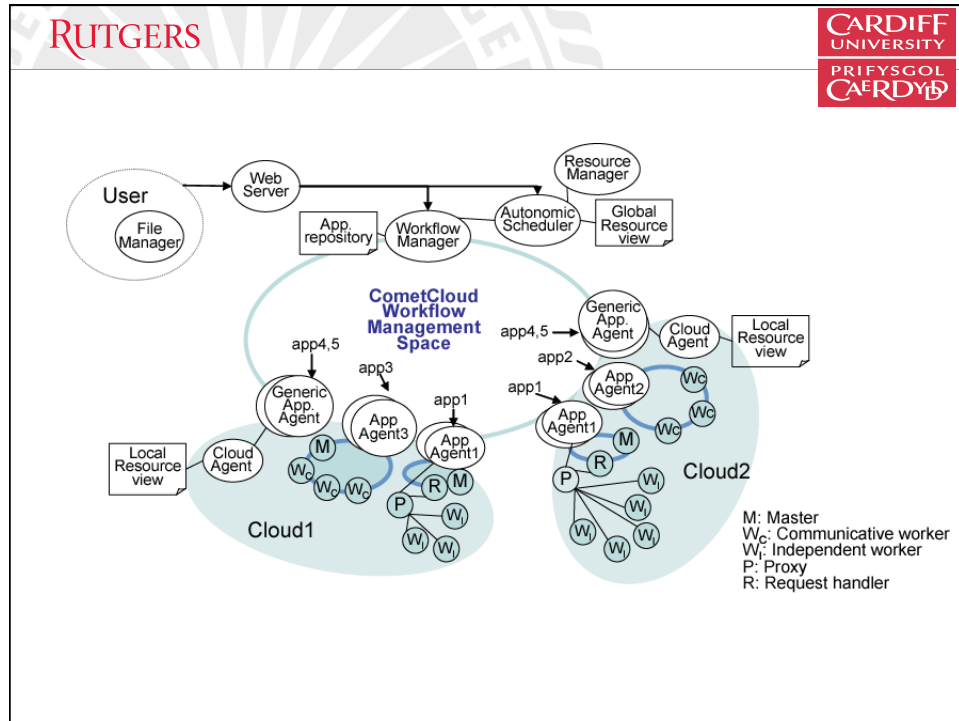 RUTGERS
CARDIFF
UNIVERSITY
PRIFYSGOL
CAERDYDD
User
File
Manager
Web
Server
App.
repository
Workflow
Manager
Autonomic
Scheduler
Resource
Manager
Global
Resource
view
CometCloud
Workflow
Management
Space
app4,5
Generic
App.
Agent
app3
App
Agent3
app1
App
Agent1
Local
Resource
view
Cloud
Agent
M
Wc
Wc
Wc
R
M
P
WI
WI
WI
Cloud1
app4,5
Generic
App.
Agent
Cloud
Agent
Local
Resource
view
app2
App
Agent2
Wc
Wc
Wc
app1
App
Agent1
M
R
P
WI
WI
WI
WI
WI
Cloud2
M: Master
Wc: Communicative worker
WI: Independent worker
P: Proxy
R: Request handler